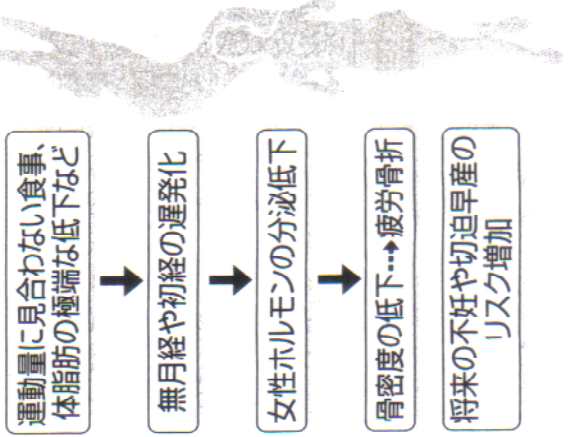 運動量に見合わない食事、
体脂肪の極端な低下など
無月経や初経の遅発化
女性ホルモンの分泌低下
骨密度の低下┅➝疲労骨折
将来の不妊や切迫早産の
リスク増加